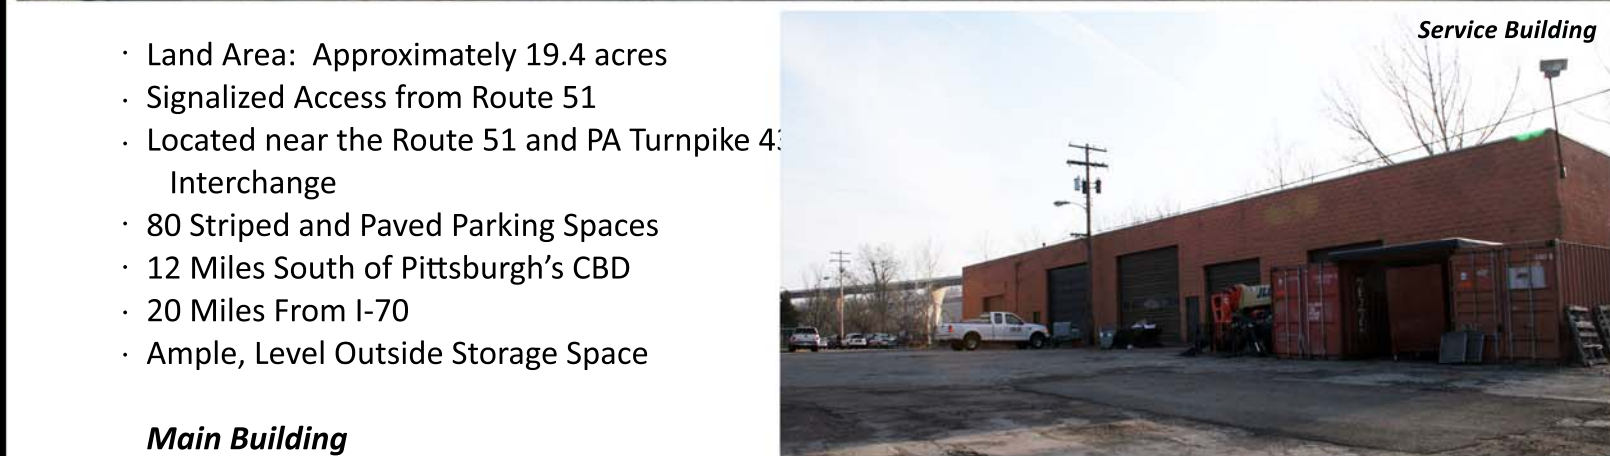 · Land Area:  Approximately 19.4 acres
· Signalized Access from Route 51
· Located near the Route 51 and PA Turnpike 43
Interchange
· 80 Striped and Paved Parking Spaces
· 12 Miles South of Pittsburgh’s CBD
· 20 Miles From I-70
· Ample, Level Outside Storage Space
Main Building
Service Building